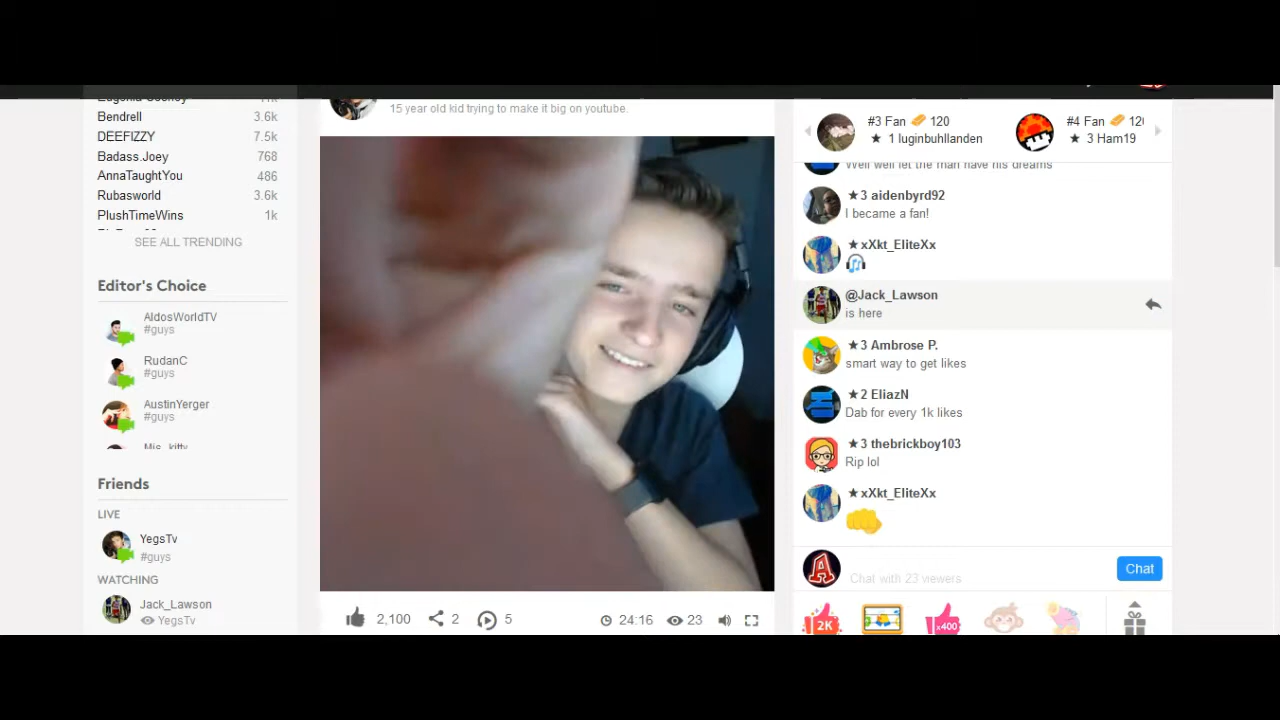 Bendrell 3.6k
DEEFIZZY 7.5k
Badass.Joey 768
AnnaTaughtYou 486
Rubasworld 3.6k
PlushTimeWins 1k
SEE ALL TRENDING
Editor's Choice
AldosWorldTV
#guys
RudanC
#guys
AustinYerger
#guys
Mis_kitty
Friends
LIVE
YegsTv
#guys
WATCHING
Jack_Lawson
YegsTv
15 year old kid trying to make it big on youtube.
2,100 2 5 24:16 23
#3 Fan 120
★ 1 luginbuhllanden
#4 Fan 120
★ 3 Ham19
Well well let the man have his dreams
★3 aidenbyrd92
I became a fan!
★xXkt_EliteXx
@Jack_Lawson
is here
★3 Ambrose P.
smart way to get likes
★2 EliazN
Dab for every 1k likes
★3 thebrickboy103
Rip lol
★xXkt_EliteXx
A
Chat with 23 viewers
Chat
2K
x400